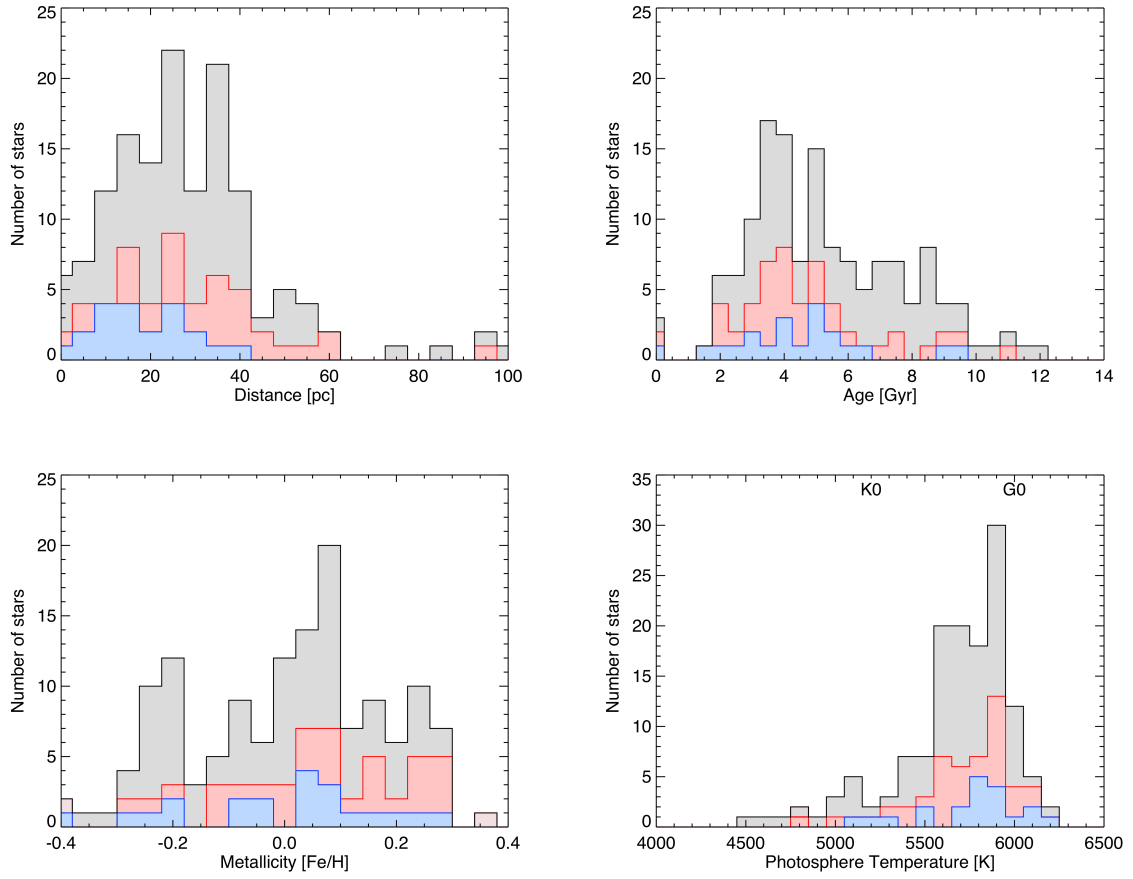 25
20
15
10
5
0
Number of stars
0 20 40 60 80 100
Distance [pc]
25
20
15
10
5
0
Number of stars
0 2 4 6 8 10 12 14
Age [Gyr]
25
20
15
10
5
0
Number of stars
-0.4 -0.2 0.0 0.2 0.4
Metallicity [Fe/H]
K0 G0
35
30
25
20
15
10
5
0
Number of stars
4000 4500 5000 5500 6000 6500
Photosphere Temperature [K]